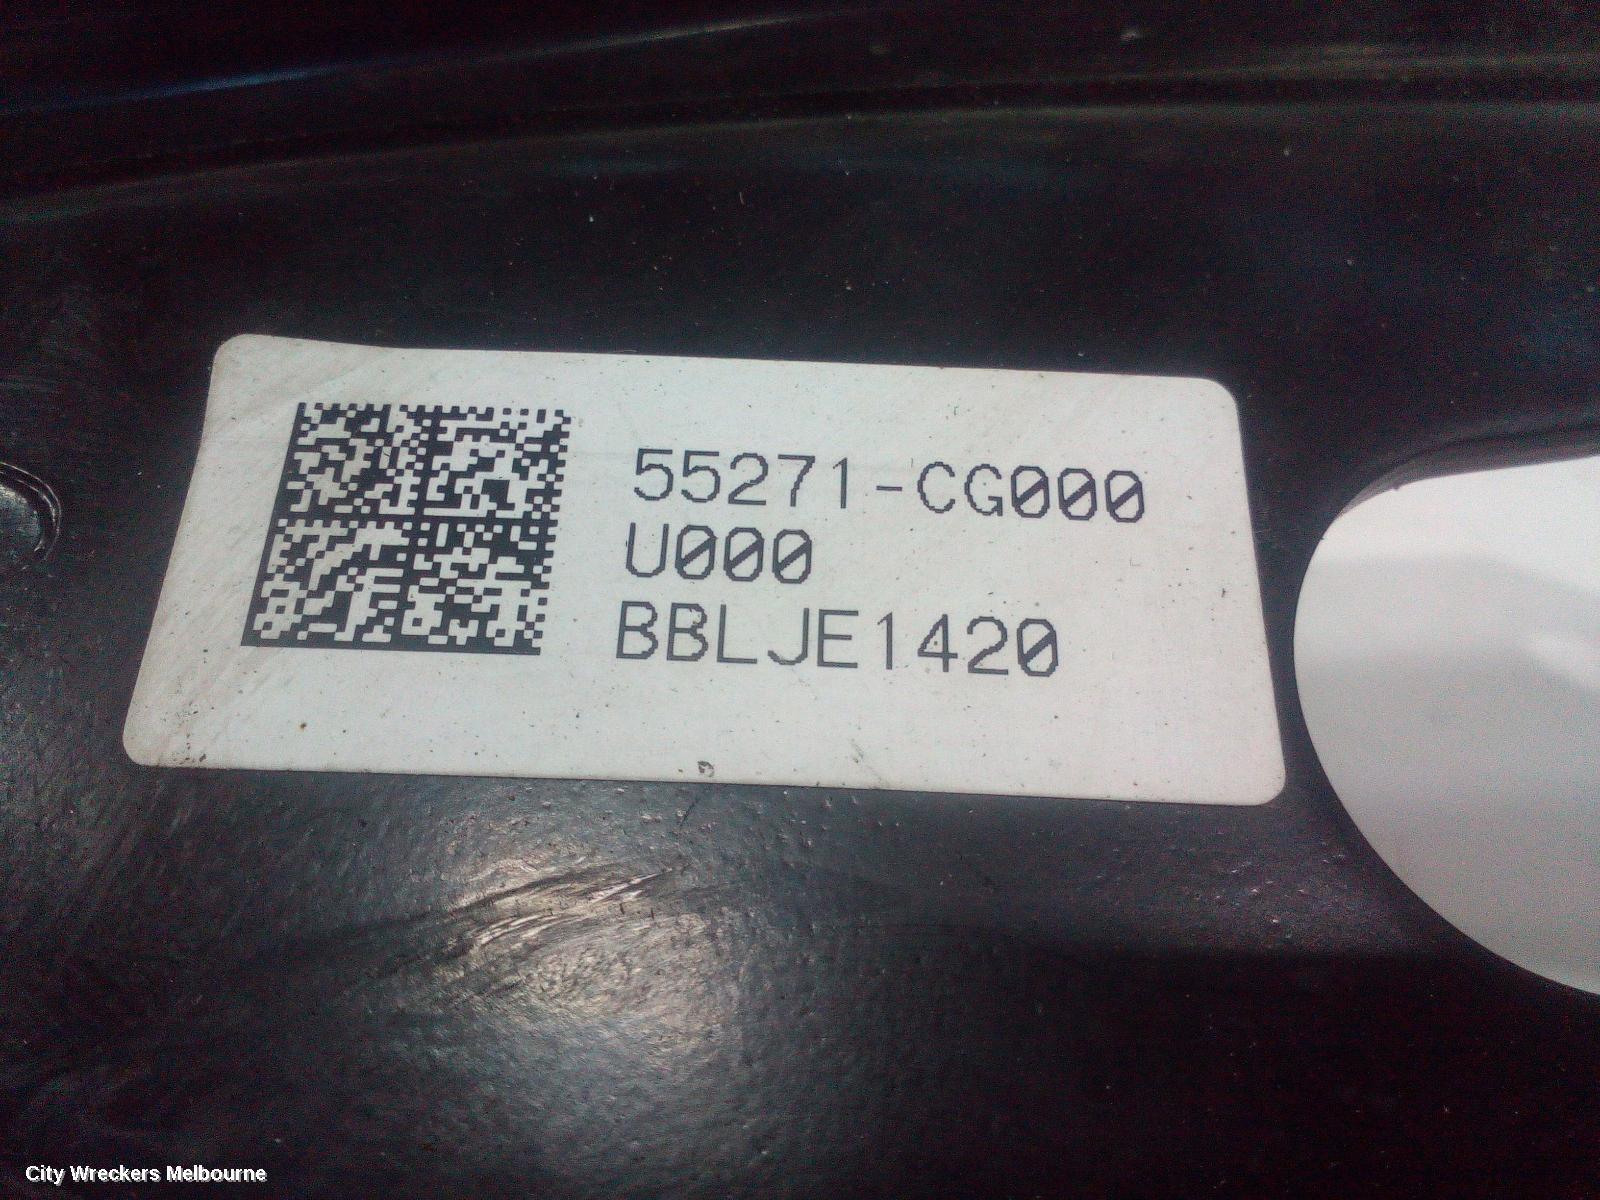 55271-CG000
U000
BBLJE1420
City Wreckers Melbourne